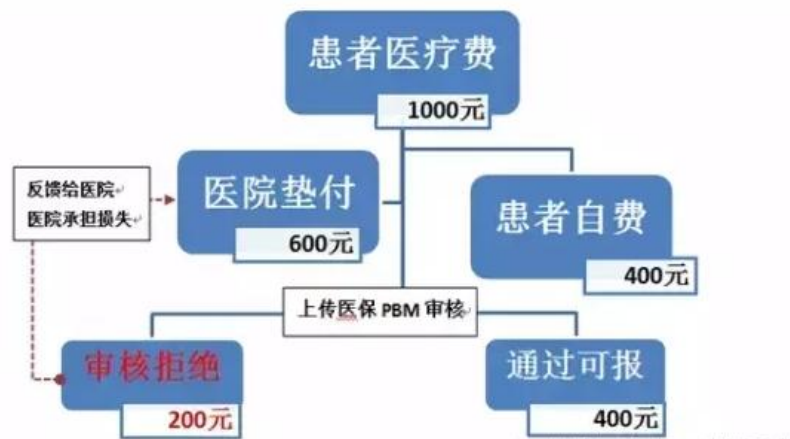 患者医疗费
1000元
反馈给医院
医院承担损失
医院垫付
600元
患者自费
400元
上传医保 PBM 审核
审核拒绝
200元
通过可报
400元